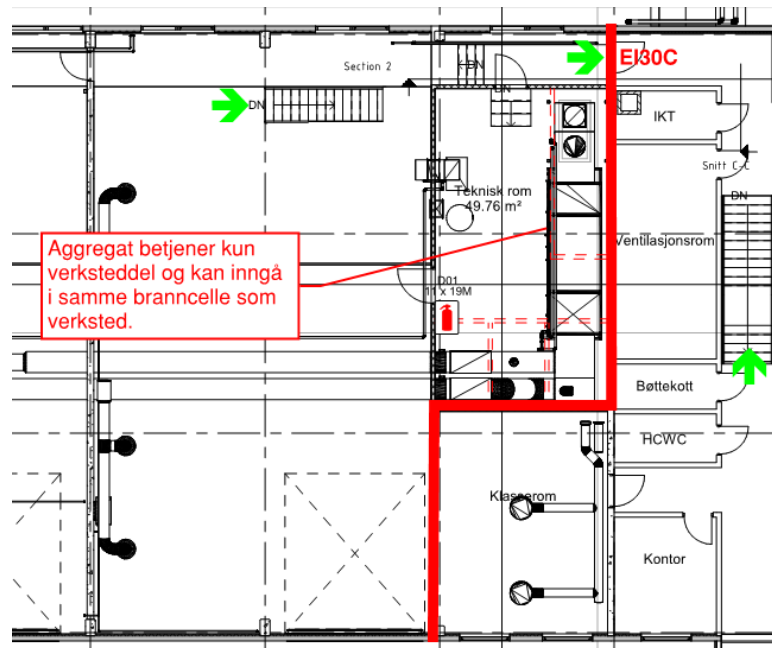 EI30C
Section 2
DN
DN
DN
IKT
Snitt C-C
Teknisk rom
49.76 m²
DN
Ventilasjonsrom
Aggregat betjener kun
verksteddel og kan inngå
i samme branncelle som
verksted.
D01
11 x 19M
Bøttekott
HCWC
Klasserom
Kontor